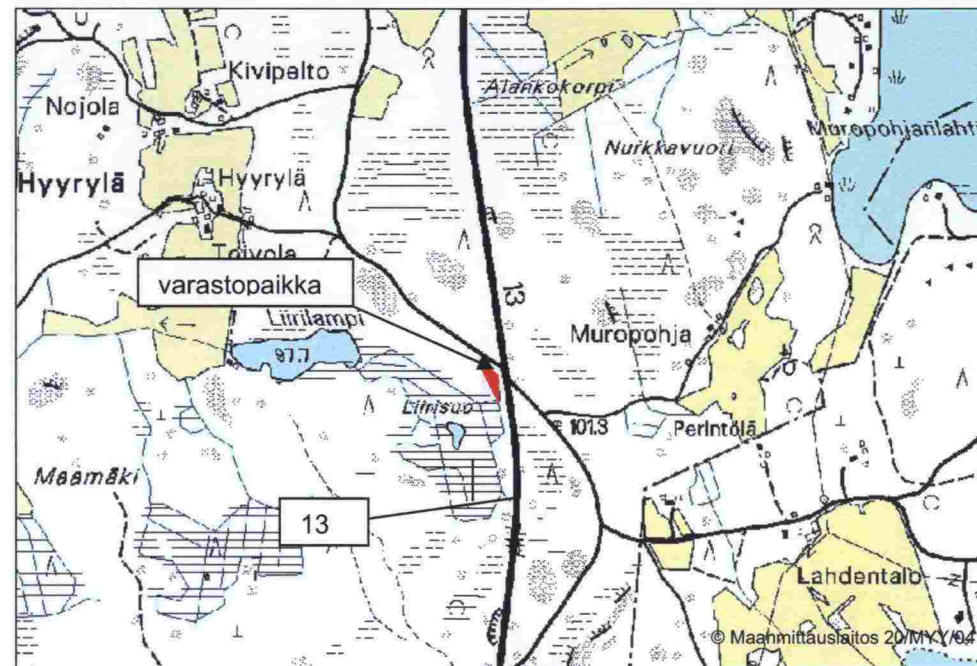 Kivipelto
Nojola
Alankokorpi
Nurkkavuori
Muropohjanlahti
Hyyrylä
Hyyrylä
Toivola
varastopaikka
13
Liirilampi
97.7
Muropohja
Liirisuo
101.3
Perintölä
Maamäki
13
Lahdentalo
© Maanmittauslaitos 20/MYY/04